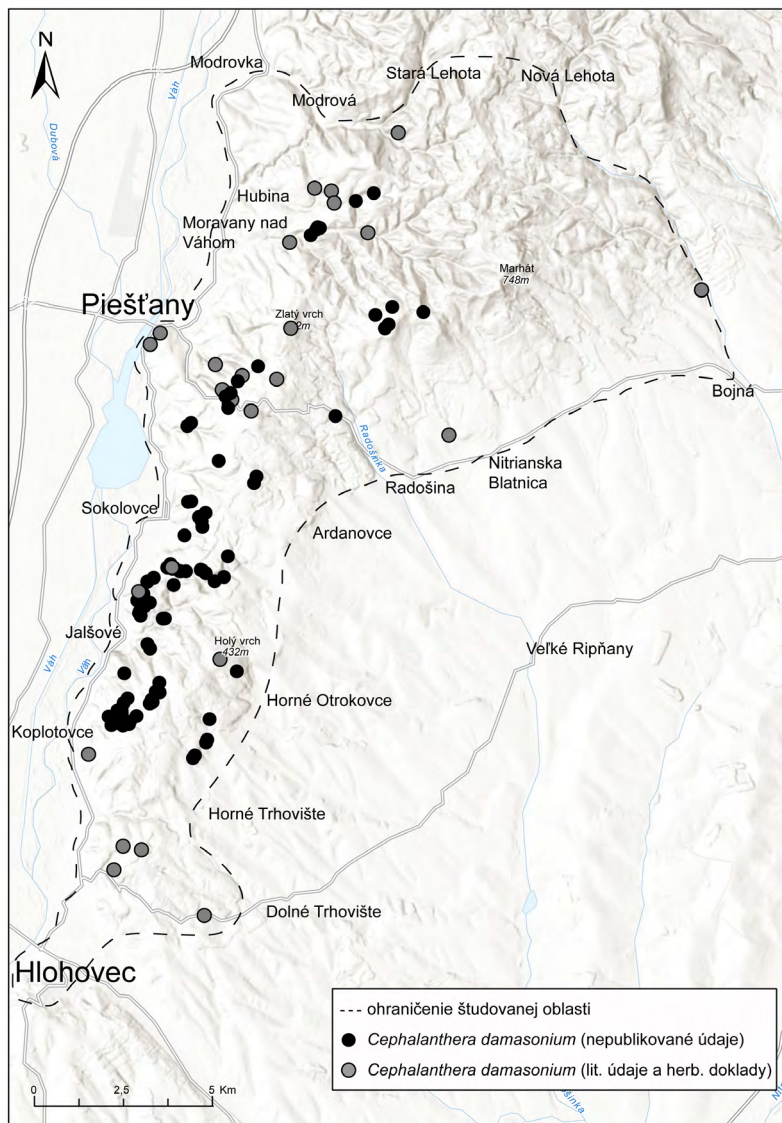 N
Modrovka
Stará Lehota
Nová Lehota
Modrová
Váh
Dubová
Hubina
Moravany nad
Váhom
Marhát
748m
Piešťany
Zlatý vrch
Bojná
Radošinka
Nitrianska
Blatnica
Radošina
Sokolovce
Ardanovce
Jalšové
Váh
Váh
Holý vrch
432m
Veľké Ripňany
Horné Otrokovce
Koplotovce
Horné Trhovište
Dolné Trhovište
Hlohovec
ohraničenie študovanej oblasti
Cephalanthera damasonium (nepublikované údaje)
Cephalanthera damasonium (lit. údaje a herb. doklady)
0 2,5 5 Km